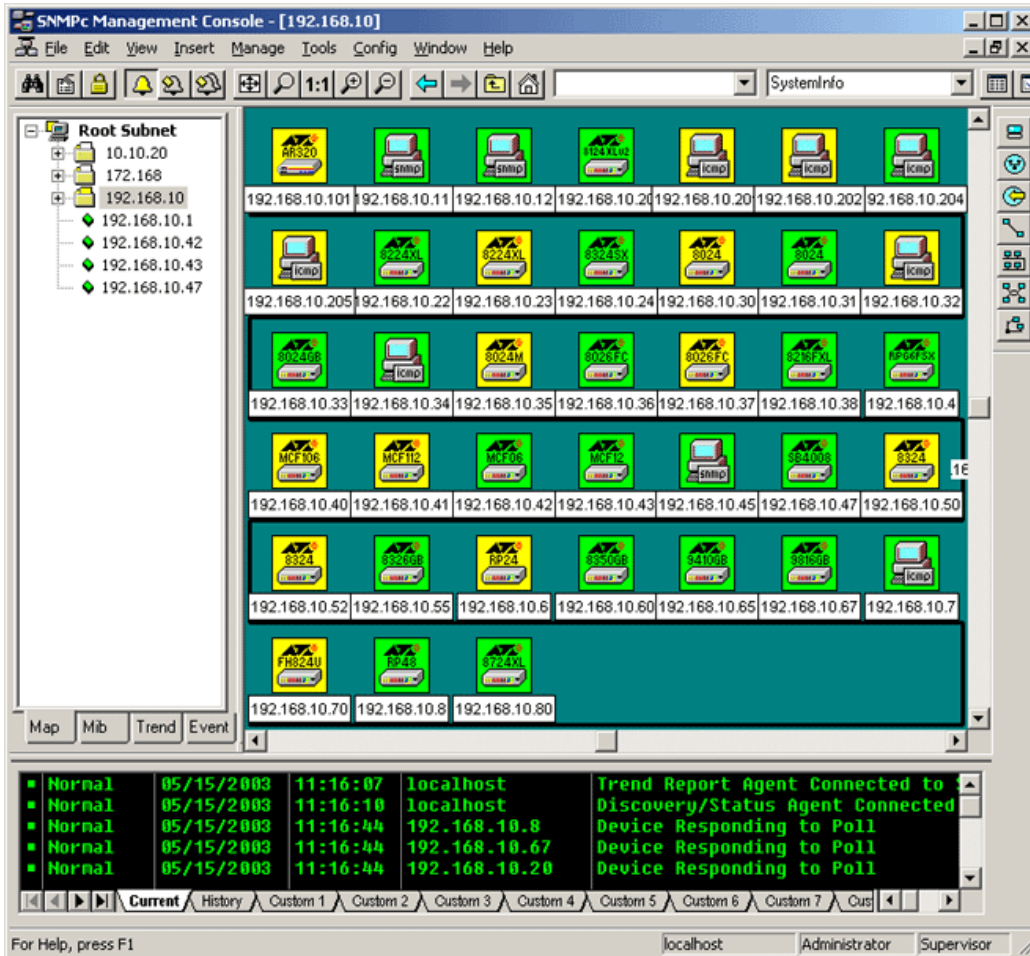 SNMPc Management Console - [192.168.10]
File Edit View Insert Manage Tools Config Window Help
1:1 SystemInfo
Root Subnet
10.10.20
172.168
192.168.10
192.168.10.1
192.168.10.42
192.168.10.43
192.168.10.47
Map Mib Trend Event
AR320 snmp snmp 8124XLv2 icmp icmp icmp
192.168.10.101 192.168.10.11 192.168.10.12 192.168.10.20 192.168.10.20 192.168.10.202 92.168.10.204
icmp 8224XL 8224XL 8324SX 8024 8024 icmp
192.168.10.205 192.168.10.22 192.168.10.23 192.168.10.24 192.168.10.30 192.168.10.31 192.168.10.32
8024GB icmp 8024M 8026FC 8026FC 8216FXL RPG6FSX
192.168.10.33 192.168.10.34 192.168.10.35 192.168.10.36 192.168.10.37 192.168.10.38 192.168.10.4
MCF106 MCF112 MCF06 MCF12 snmp SB4008 8324
.16
192.168.10.40 192.168.10.41 192.168.10.42 192.168.10.43 192.168.10.45 192.168.10.47 192.168.10.50
8324 8326GB RP24 8350GB 9410GB 9816GB icmp
192.168.10.52 192.168.10.55 192.168.10.6 192.168.10.60 192.168.10.65 192.168.10.67 192.168.10.7
FH824U RP48 8724XL
192.168.10.70 192.168.10.8 192.168.10.80
Normal 05/15/2003 11:16:07 localhost Trend Report Agent Connected to
Normal 05/15/2003 11:16:10 localhost Discovery/Status Agent Connected
Normal 05/15/2003 11:16:44 192.168.10.8 Device Responding to Poll
Normal 05/15/2003 11:16:44 192.168.10.67 Device Responding to Poll
Normal 05/15/2003 11:16:44 192.168.10.20 Device Responding to Poll
Current History Custom 1 Custom 2 Custom 3 Custom 4 Custom 5 Custom 6 Custom 7 Cus
For Help, press F1 localhost Administrator Supervisor